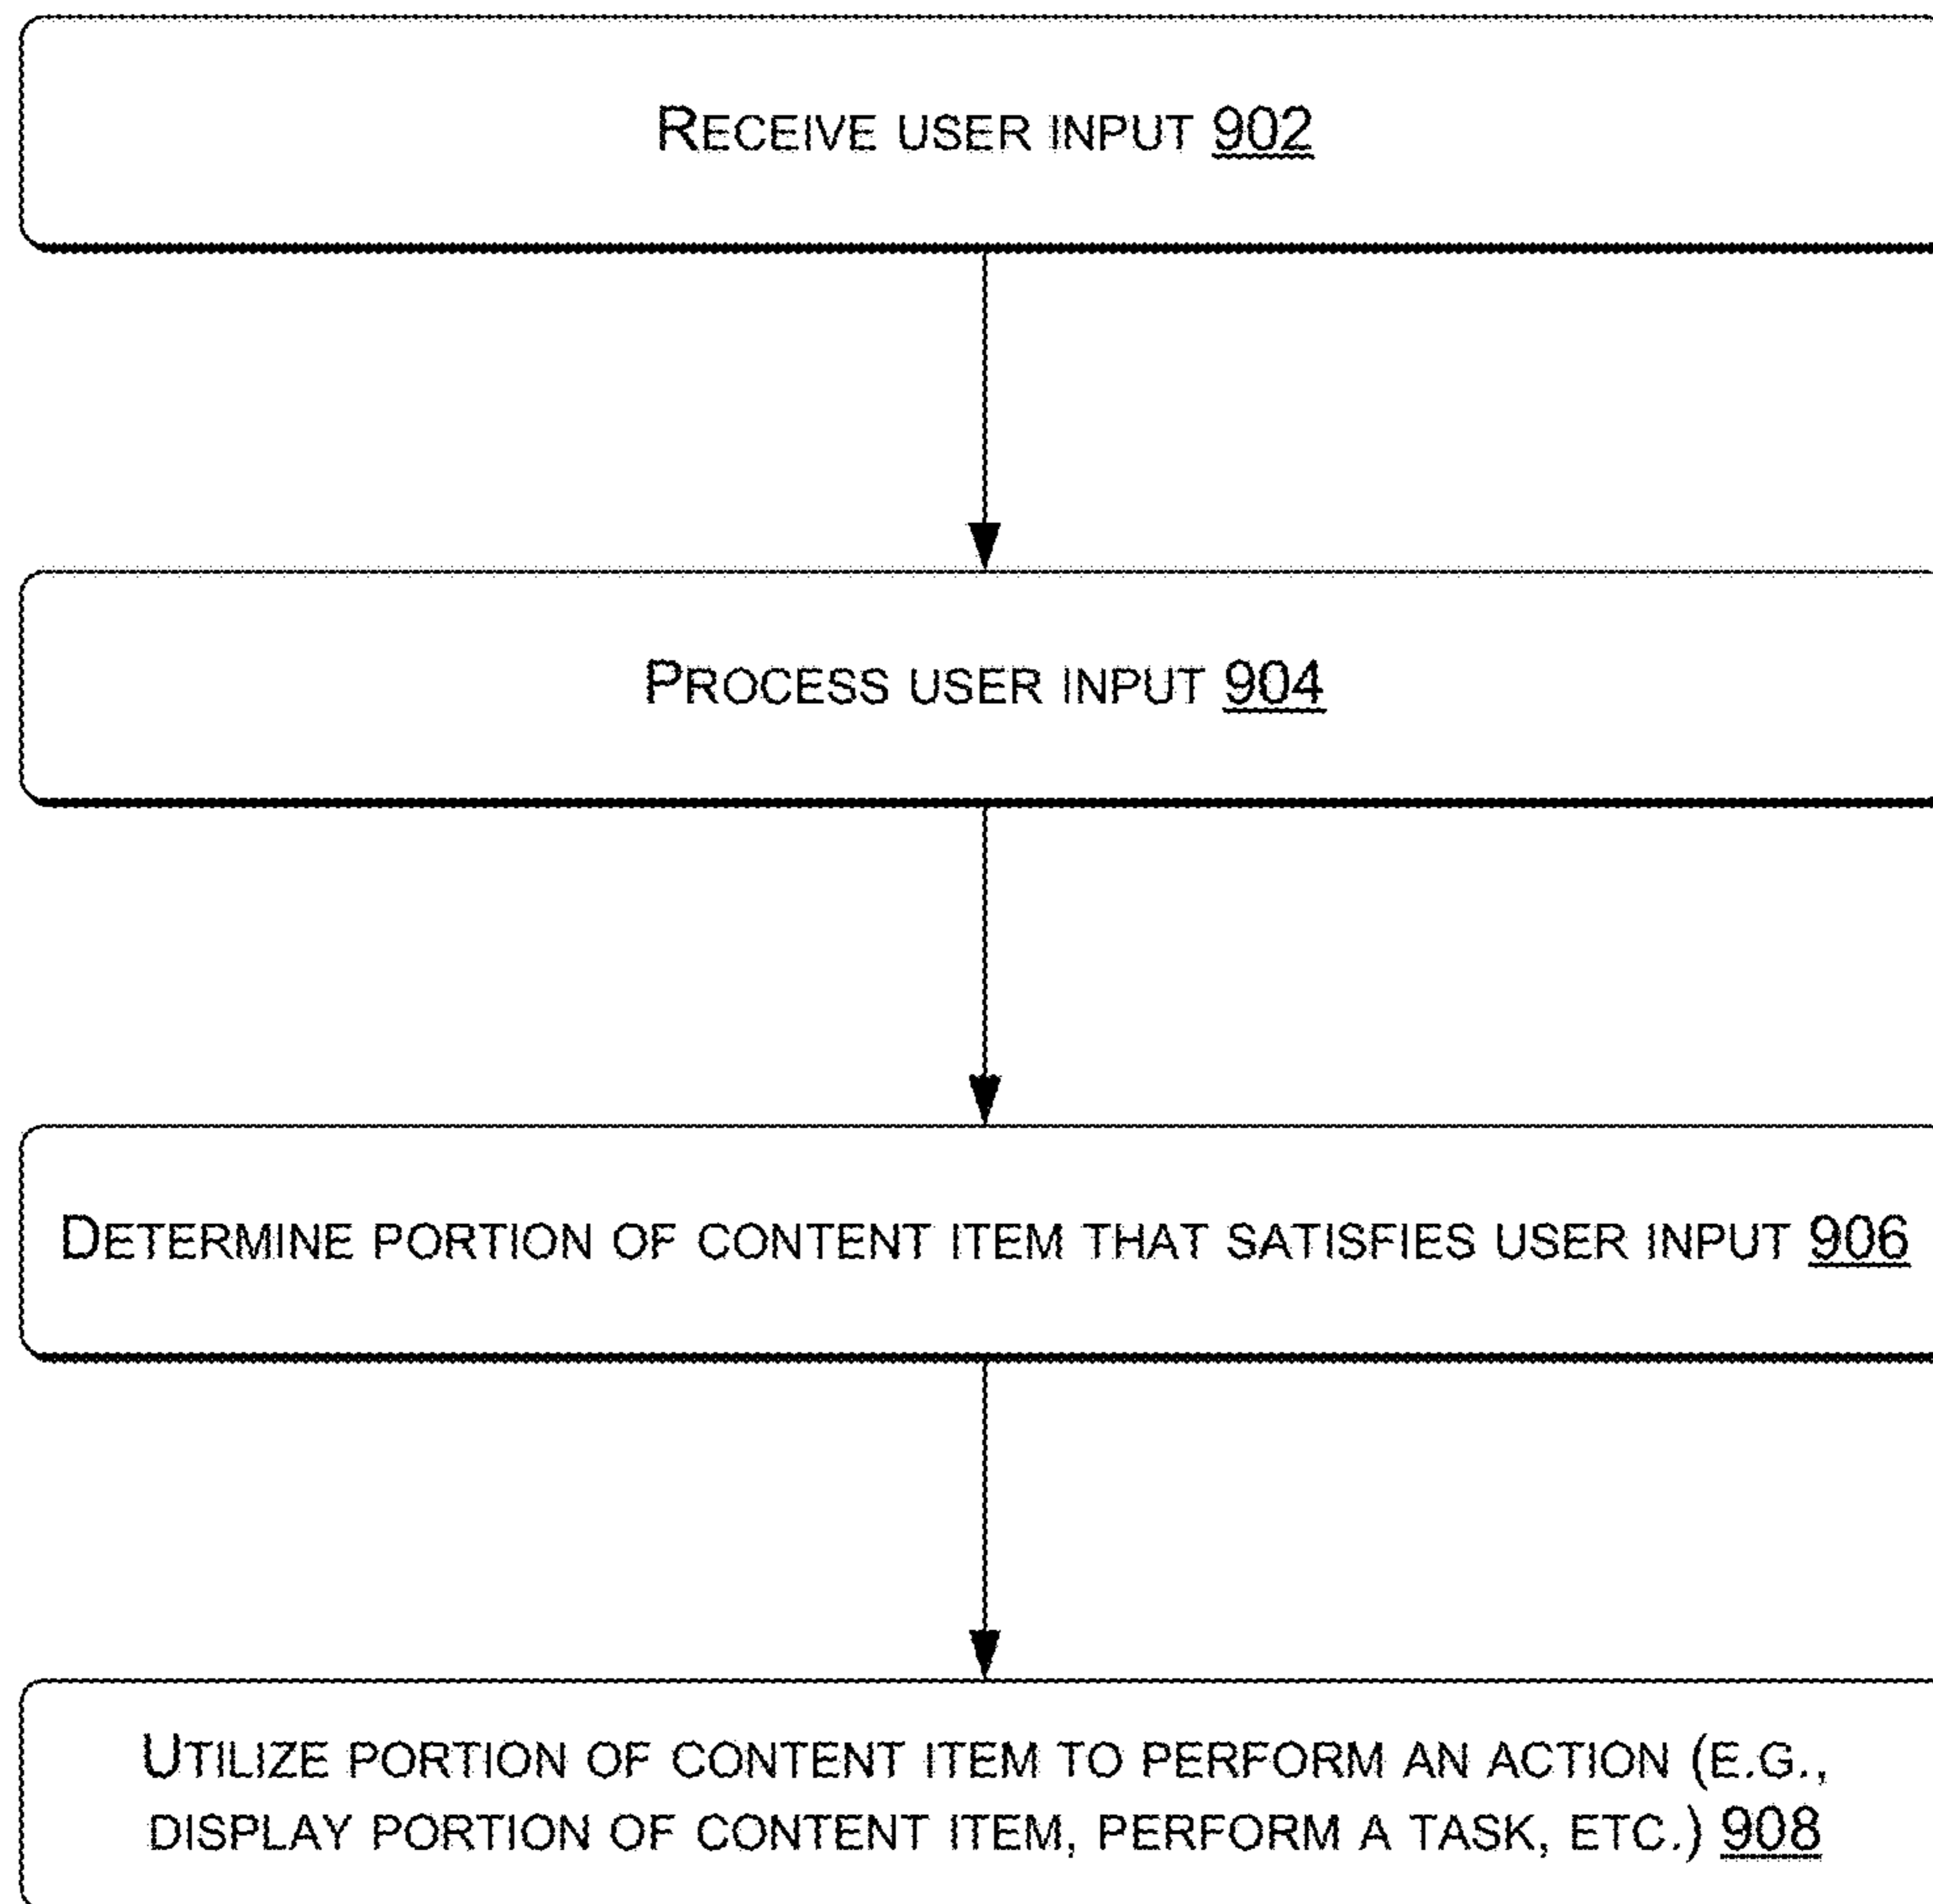 RECEIVE USER INPUT 902
PROCESS USER INPUT 904
DETERMINE PORTION OF CONTENT ITEM THAT SATISFIES USER INPUT 906
UTILIZE PORTION OF CONTENT ITEM TO PERFORM AN ACTION (E.G.,
DISPLAY PORTION OF CONTENT ITEM, PERFORM A TASK, ETC.) 908